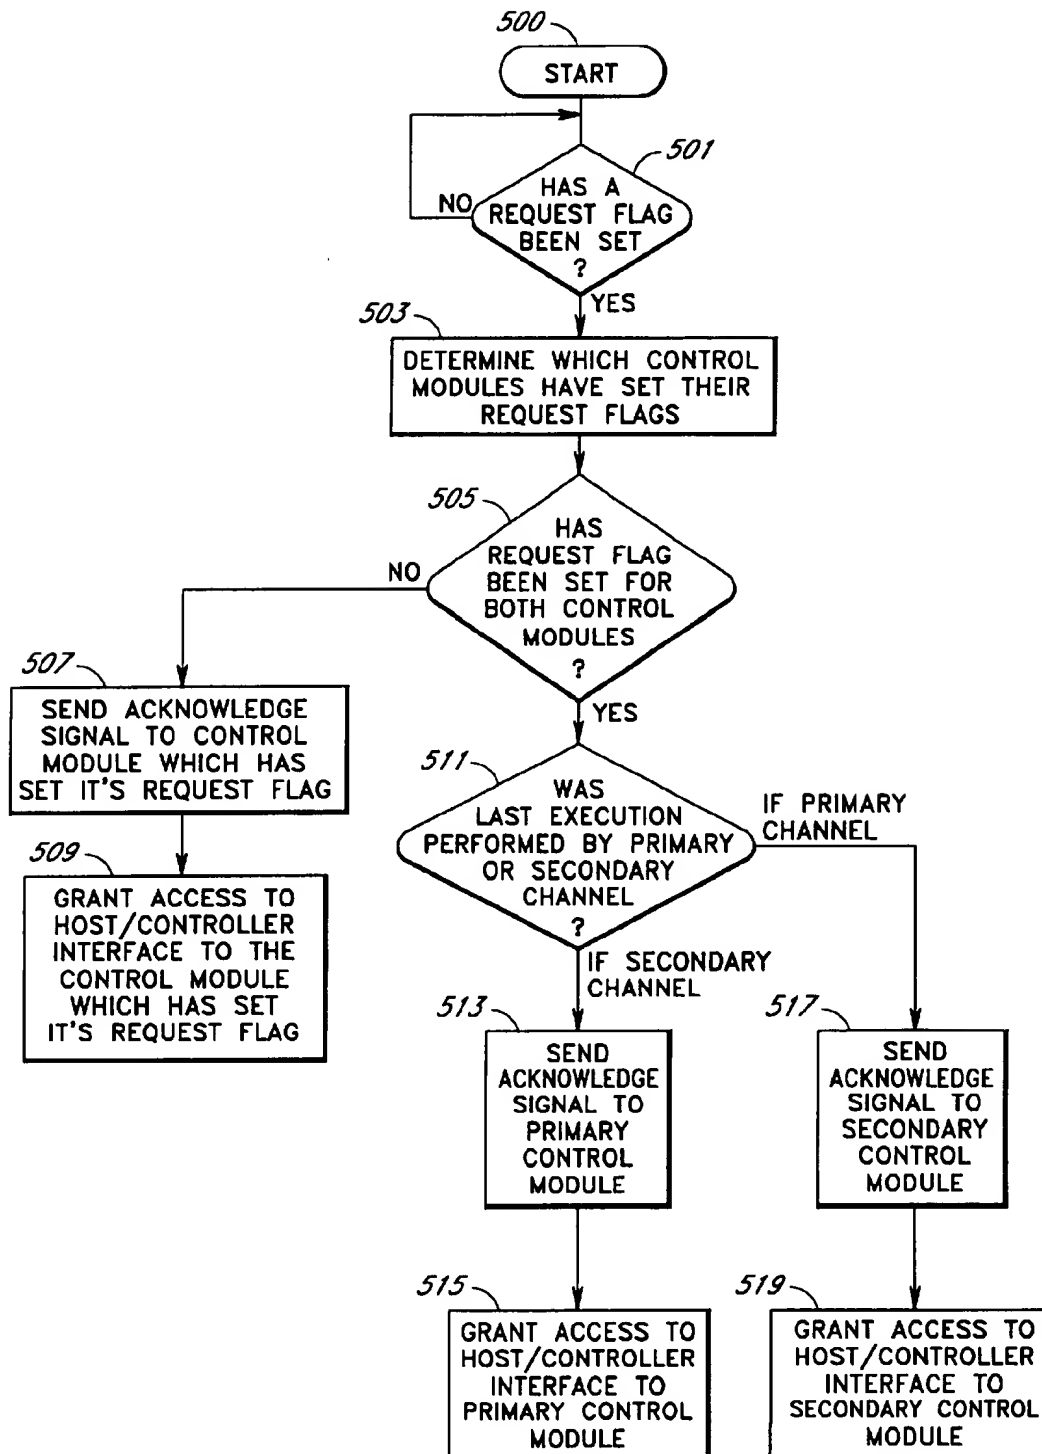 500
START
501
HAS A
REQUEST FLAG
BEEN SET
?
NO
YES
503
DETERMINE WHICH CONTROL
MODULES HAVE SET THEIR
REQUEST FLAGS
505
HAS
REQUEST FLAG
BEEN SET FOR
BOTH CONTROL
MODULES
?
NO
YES
507
SEND ACKNOWLEDGE
SIGNAL TO CONTROL
MODULE WHICH HAS
SET IT'S REQUEST FLAG
509
GRANT ACCESS TO
HOST/CONTROLLER
INTERFACE TO THE
CONTROL MODULE
WHICH HAS SET
IT'S REQUEST FLAG
511
WAS
LAST EXECUTION
PERFORMED BY PRIMARY
OR SECONDARY
CHANNEL
?
IF PRIMARY
CHANNEL
IF SECONDARY
CHANNEL
513
SEND
ACKNOWLEDGE
SIGNAL TO
PRIMARY
CONTROL
MODULE
517
SEND
ACKNOWLEDGE
SIGNAL TO
SECONDARY
CONTROL
MODULE
515
GRANT ACCESS TO
HOST/CONTROLLER
INTERFACE TO
PRIMARY CONTROL
MODULE
519
GRANT ACCESS TO
HOST/CONTROLLER
INTERFACE TO
SECONDARY CONTROL
MODULE